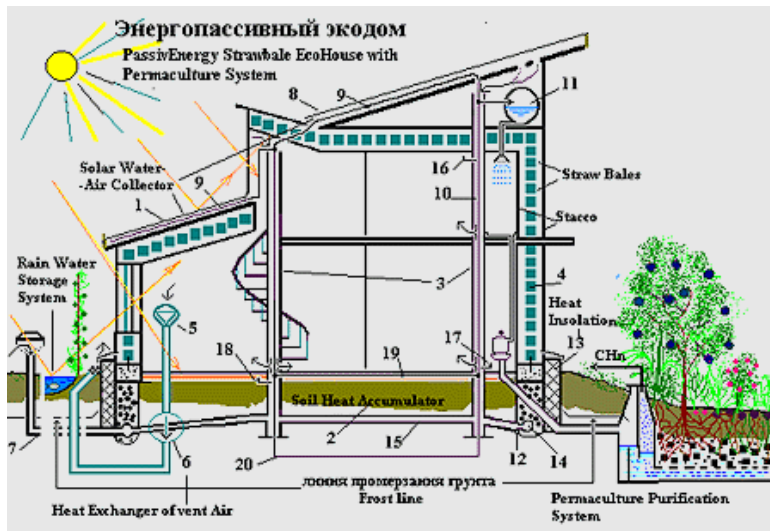 Энергопассивный экодом
PassivEnergy Strawbale EcoHouse with
Permaculture System
8
9
11
Solar Water-
-Air Collector
9
1
16
10
Straw Bales
Stacco
Rain Water
Storage
System
3
4
5
Heat
Insolation
17
13
18
19
CHn
Soil Heat Accumulator
7
2
15
6
20
12
14
линия промерзания грунта
Frost line
Heat Exchanger of vent Air
Permaculture Purification
System